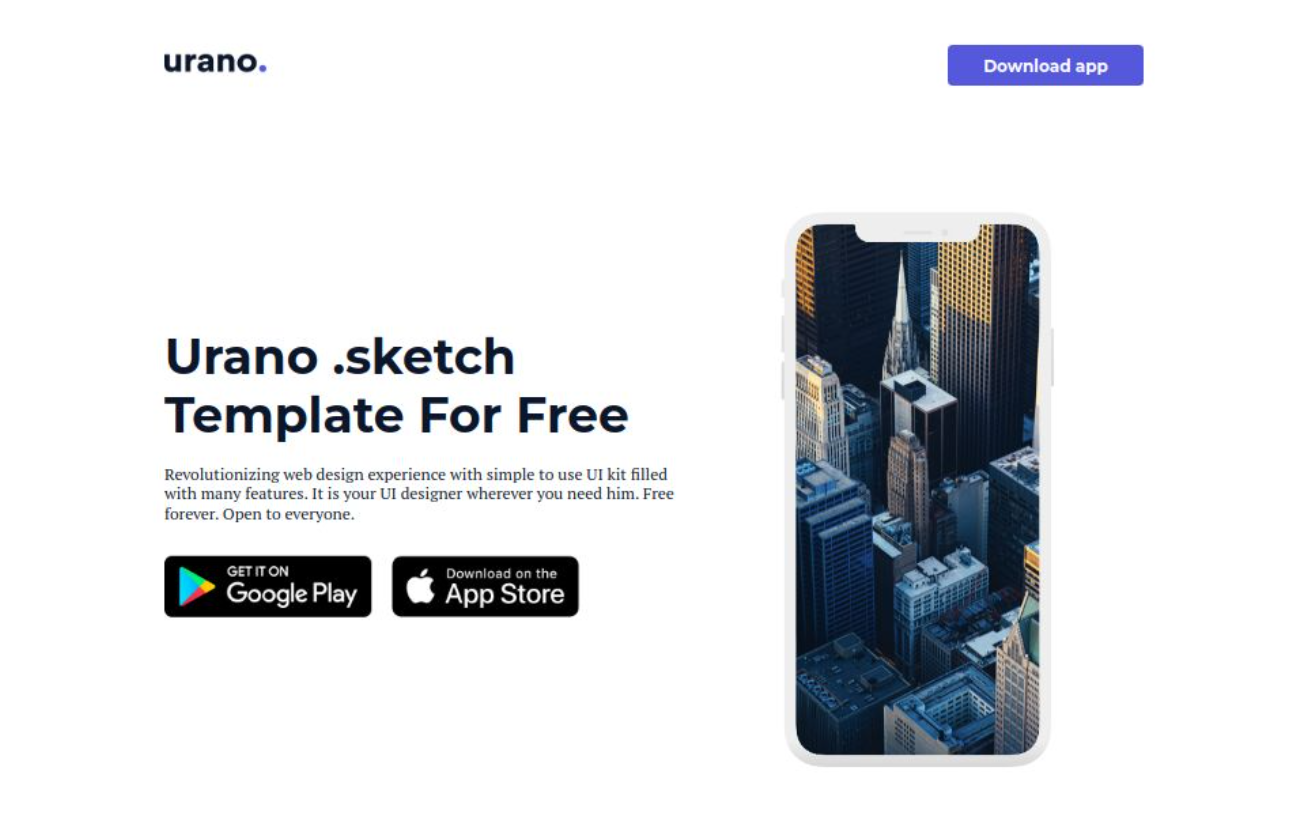 urano.
Download app
Urano .sketch
Template For Free
Revolutionizing web design experience with simple to use UI kit filled
with many features. It is your UI designer wherever you need him. Free
forever. Open to everyone.
GET IT ON
Google Play
Download on the
App Store